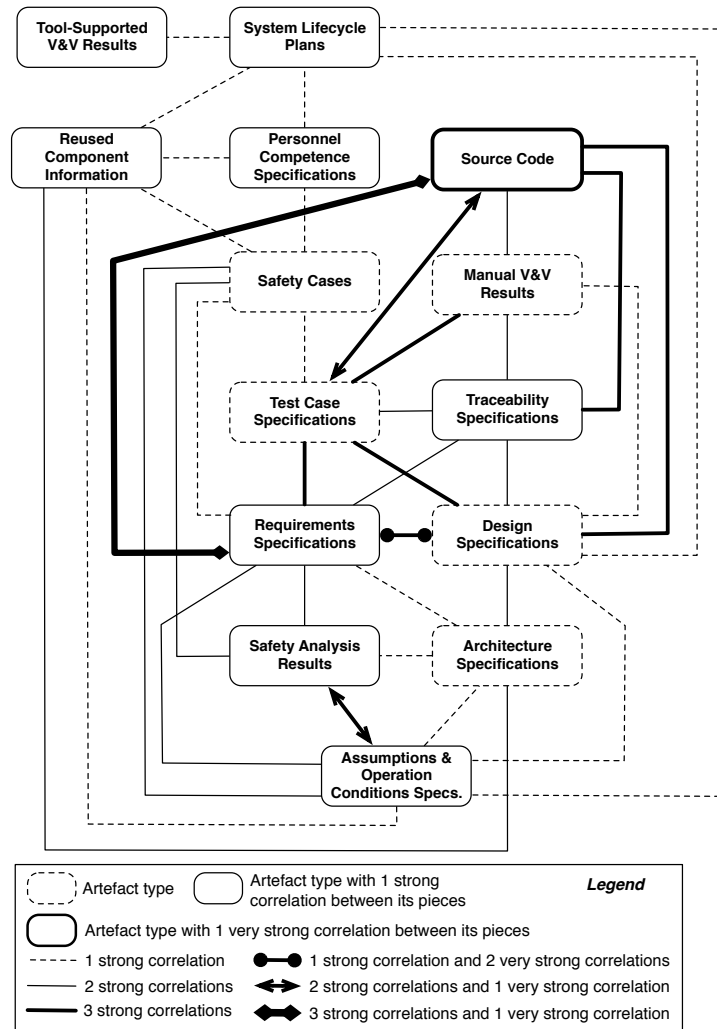 Tool-Supported
V&V Results
System Lifecycle
Plans
Reused
Component
Information
Personnel
Competence
Specifications
Source Code
Safety Cases
Manual V&V
Results
Test Case
Specifications
Traceability
Specifications
Requirements
Specifications
Design
Specifications
Safety Analysis
Results
Architecture
Specifications
Assumptions &
Operation
Conditions Specs.
Legend
Artefact type
Artefact type with 1 strong
correlation between its pieces
Artefact type with 1 very strong correlation between its pieces
1 strong correlation
1 strong correlation and 2 very strong correlations
2 strong correlations
2 strong correlations and 1 very strong correlation
3 strong correlations
3 strong correlations and 1 very strong correlation